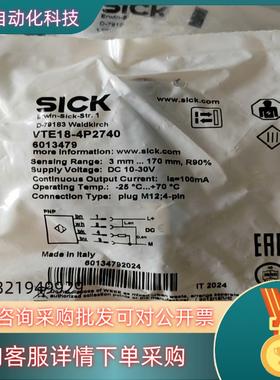 自动化科技
SICK
Erwin-Sick-Str. 1
D-79183 Waldkirch
VTE18-4P2740
6013479
more information: www.sick.com
Sensing Range: 3 mm ... 170 mm, R90%
Supply Voltage: DC 10-30V
Continuous Output Current: Ia=100mA
Operating Temp: -25 °C...+70 °C
Connection Type: plug M12;4-pin
PNP
L+
M
Made in Italy
60134792024
EAC
IT 2024
321949929
咨询采购批发可对公开票
客服详情下单采购